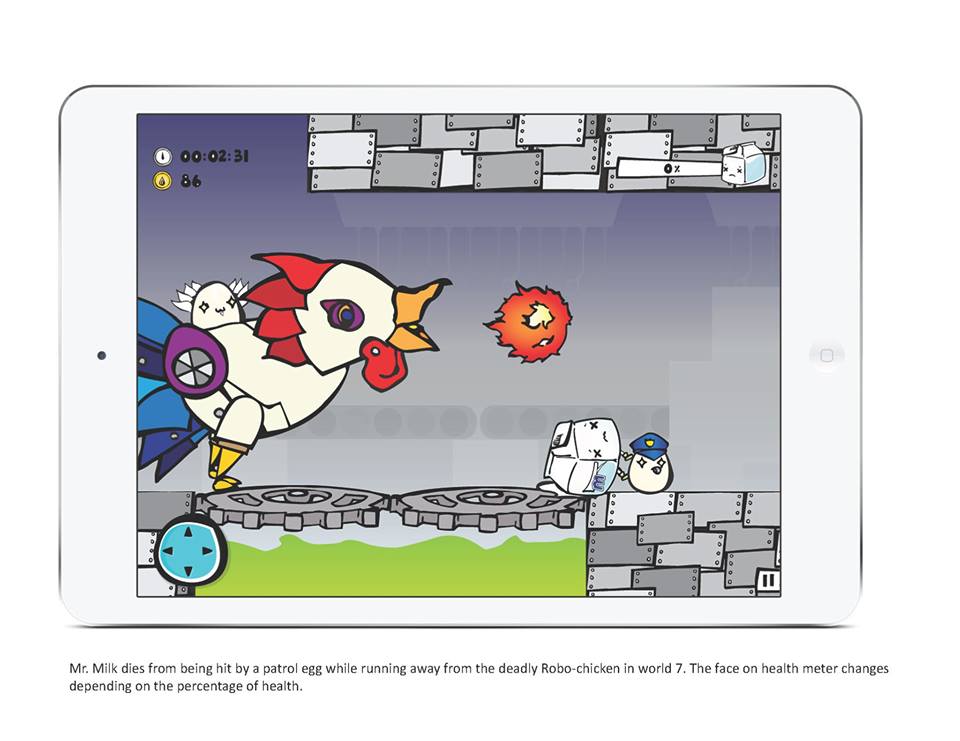 00:02:31
86
0%
Mr. Milk dies from being hit by a patrol egg while running away from the deadly Robo-chicken in world 7. The face on health meter changes
depending on the percentage of health.